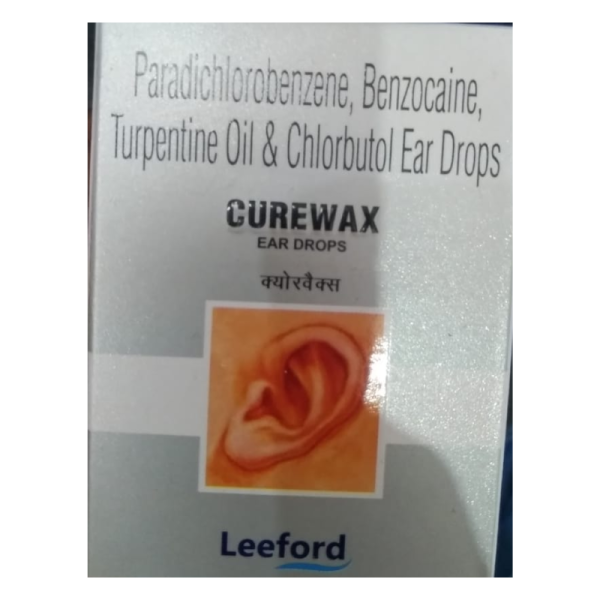 Paradichlorobenzene, Benzocaine,
Turpentine Oil & Chlorbutol Ear Drops
CUREWAX
EAR DROPS
क्योरवैक्स
Leeford